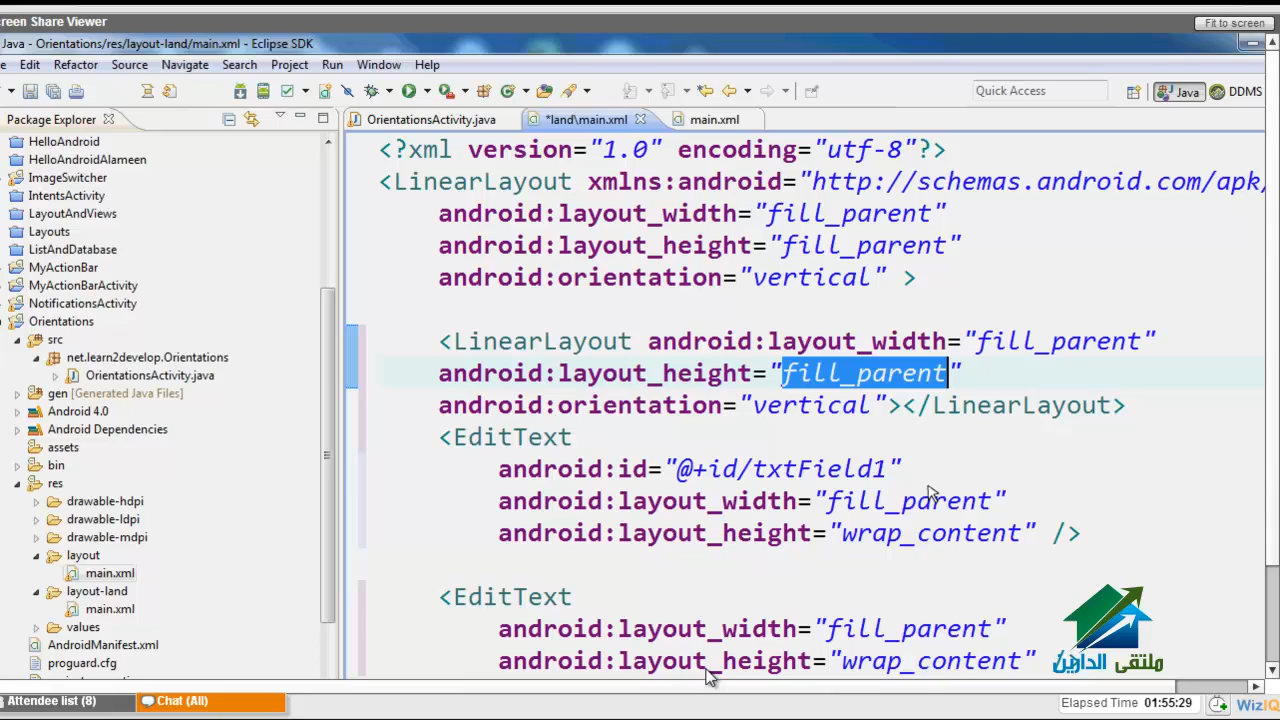 creen Share Viewer
Fit to screen
Java - Orientations/res/layout-land/main.xml - Eclipse SDK
Edit Refactor Source Navigate Search Project Run Window Help
Quick Access
Java
DDMS
Package Explorer
OrientationsActivity.java
*land\main.xml
main.xml
HelloAndroid
HelloAndroidAlameen
ImageSwitcher
IntentsActivity
LayoutAndViews
Layouts
ListAndDatabase
MyActionBar
MyActionBarActivity
NotificationsActivity
Orientations
src
net.learn2develop.Orientations
OrientationsActivity.java
gen [Generated Java Files]
Android 4.0
Android Dependencies
assets
bin
res
drawable-hdpi
drawable-ldpi
drawable-mdpi
layout
main.xml
layout-land
main.xml
values
AndroidManifest.xml
proguard.cfg
<?xml version="1.0" encoding="utf-8"?>
<LinearLayout xmlns:android="http://schemas.android.com/apk/
android:layout_width="fill_parent"
android:layout_height="fill_parent"
android:orientation="vertical" >
<LinearLayout android:layout_width="fill_parent"
android:layout_height="fill_parent"
android:orientation="vertical"></LinearLayout>
<EditText
android:id="@+id/txtField1"
android:layout_width="fill_parent"
android:layout_height="wrap_content" />
<EditText
android:layout_width="fill_parent"
android:layout_height="wrap_content"
ملتقى الدارين
Attendee list (8)
Chat (All)
Elapsed Time 01:55:29
WizIQ